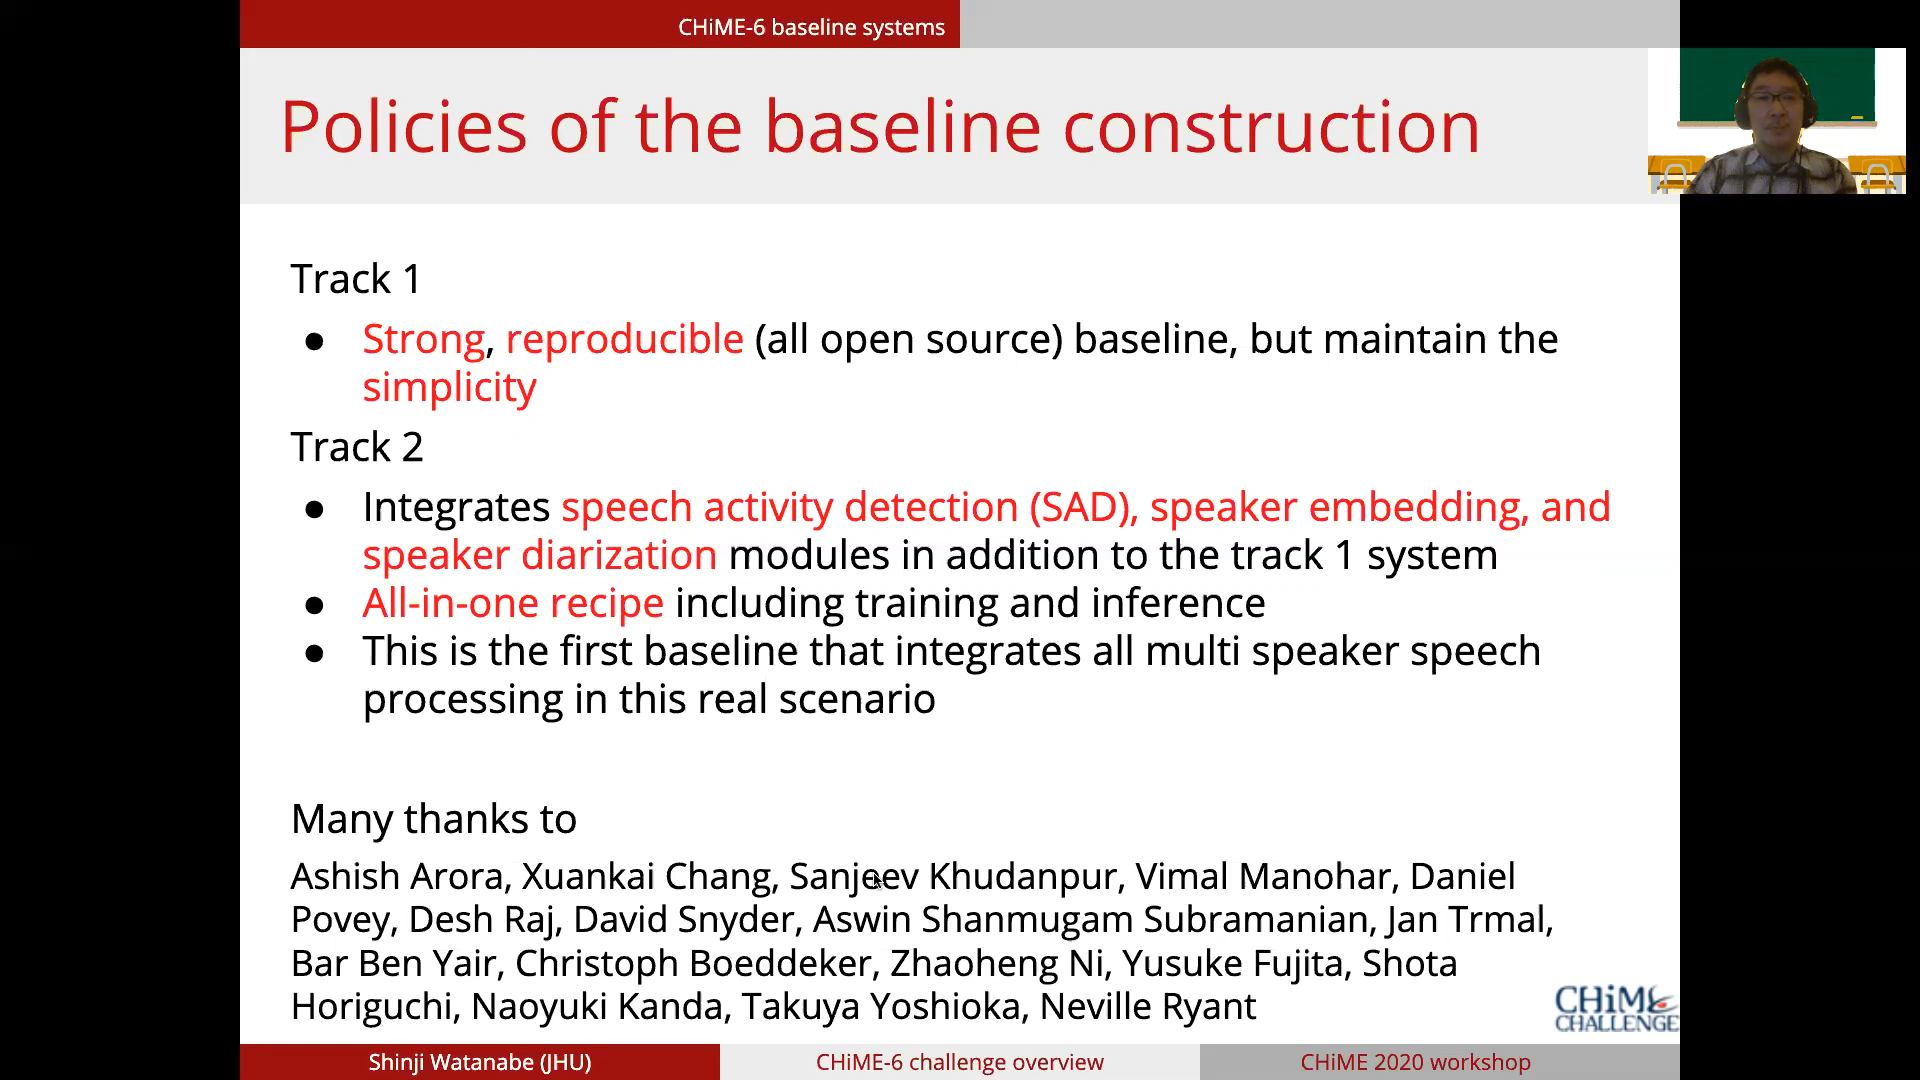 CHiME-6 baseline systems
Policies of the baseline construction
Track 1
● Strong, reproducible (all open source) baseline, but maintain the
simplicity
Track 2
● Integrates speech activity detection (SAD), speaker embedding, and
speaker diarization modules in addition to the track 1 system
● All-in-one recipe including training and inference
● This is the first baseline that integrates all multi speaker speech
processing in this real scenario
Many thanks to
Ashish Arora, Xuankai Chang, Sanjeev Khudanpur, Vimal Manohar, Daniel
Povey, Desh Raj, David Snyder, Aswin Shanmugam Subramanian, Jan Trmal,
Bar Ben Yair, Christoph Boeddeker, Zhaoheng Ni, Yusuke Fujita, Shota
Horiguchi, Naoyuki Kanda, Takuya Yoshioka, Neville Ryant
CHiME
CHALLENGE
Shinji Watanabe (JHU)
CHiME-6 challenge overview
CHiME 2020 workshop